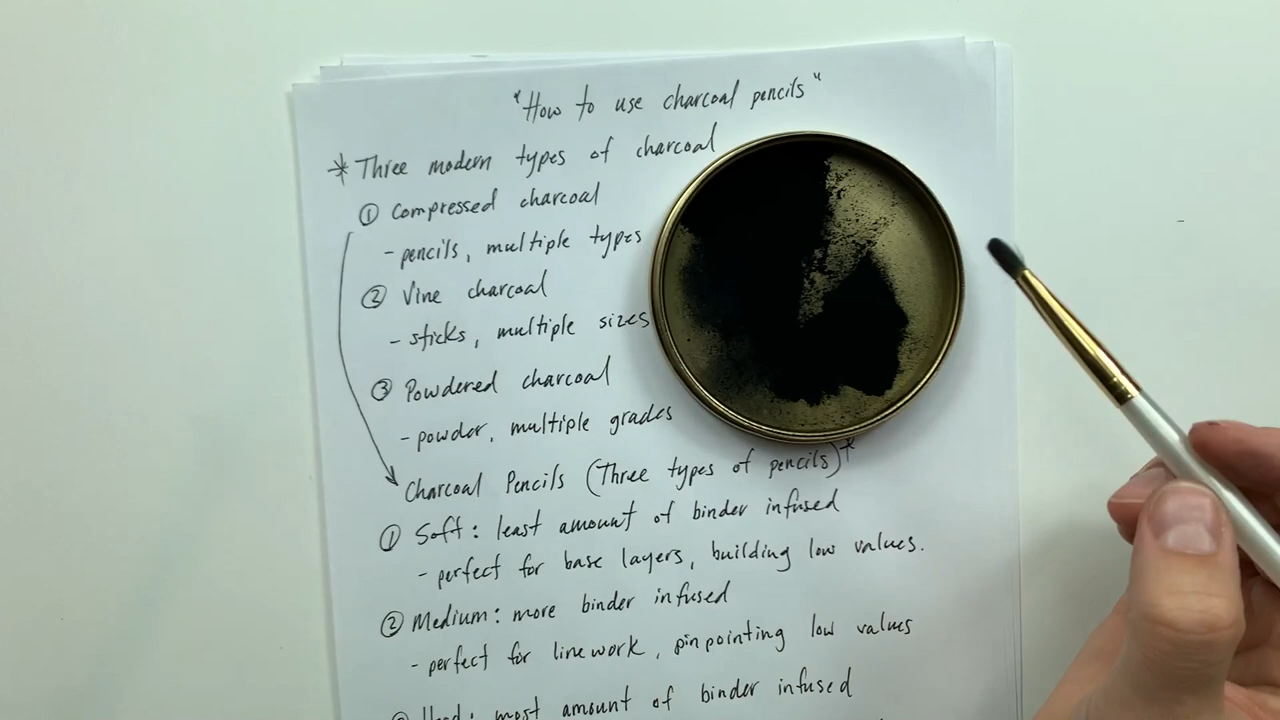 "How to use charcoal pencils"
* Three modern types of charcoal
① Compressed charcoal
- pencils, multiple types
② Vine charcoal
- sticks, multiple sizes
③ Powdered charcoal
- powder, multiple grades
Charcoal Pencils (Three types of pencils)*
① Soft: least amount of binder infused
- perfect for base layers, building low values.
② Medium: more binder infused
- perfect for linework, pinpointing low values
③ Hard: most amount of binder infused